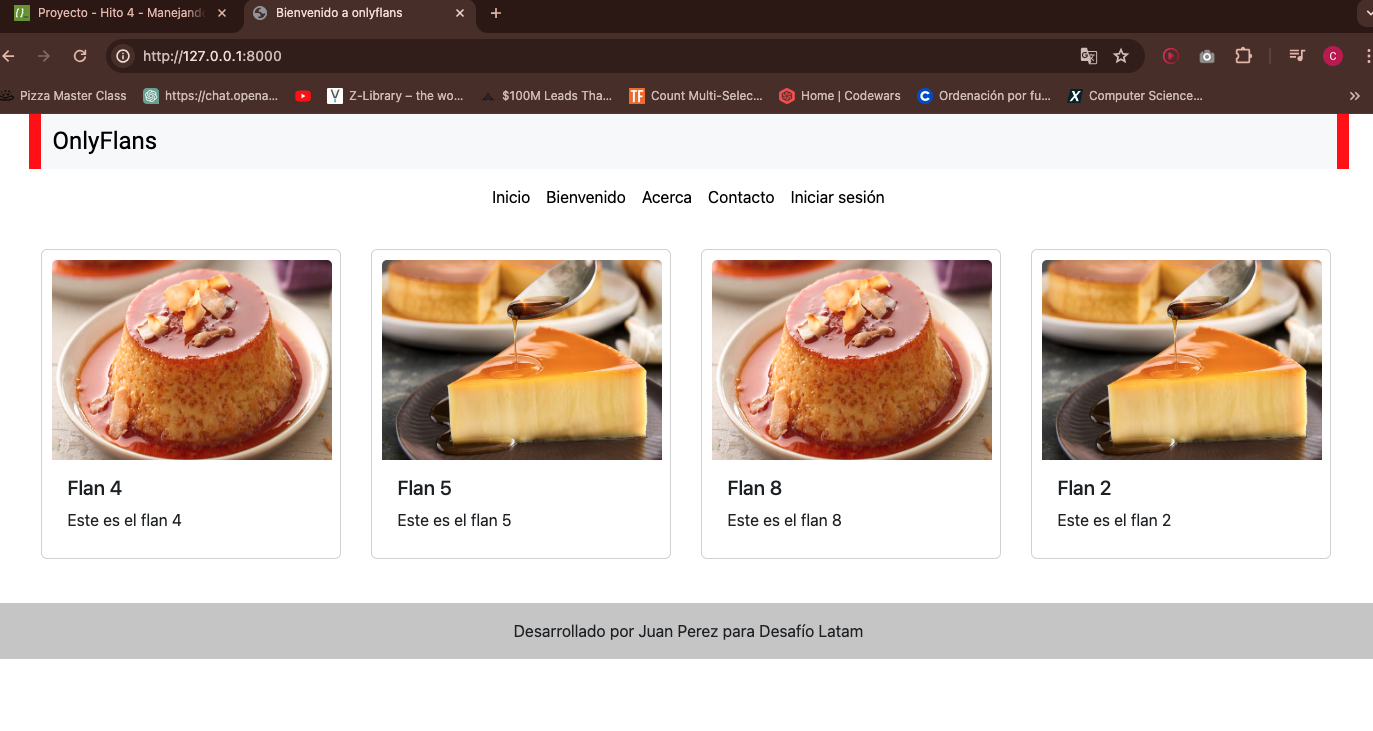 Proyecto - Hito 4 - Manejando
Bienvenido a onlyflans
http://127.0.0.1:8000
C
Pizza Master Class
https://chat.opena...
Z-Library – the wo...
$100M Leads Tha...
TF
Count Multi-Selec...
Home | Codewars
Ordenación por fu...
Computer Science...
OnlyFlans
Inicio Bienvenido Acerca Contacto Iniciar sesión
Flan 4
Este es el flan 4
Flan 5
Este es el flan 5
Flan 8
Este es el flan 8
Flan 2
Este es el flan 2
Desarrollado por Juan Perez para Desafío Latam